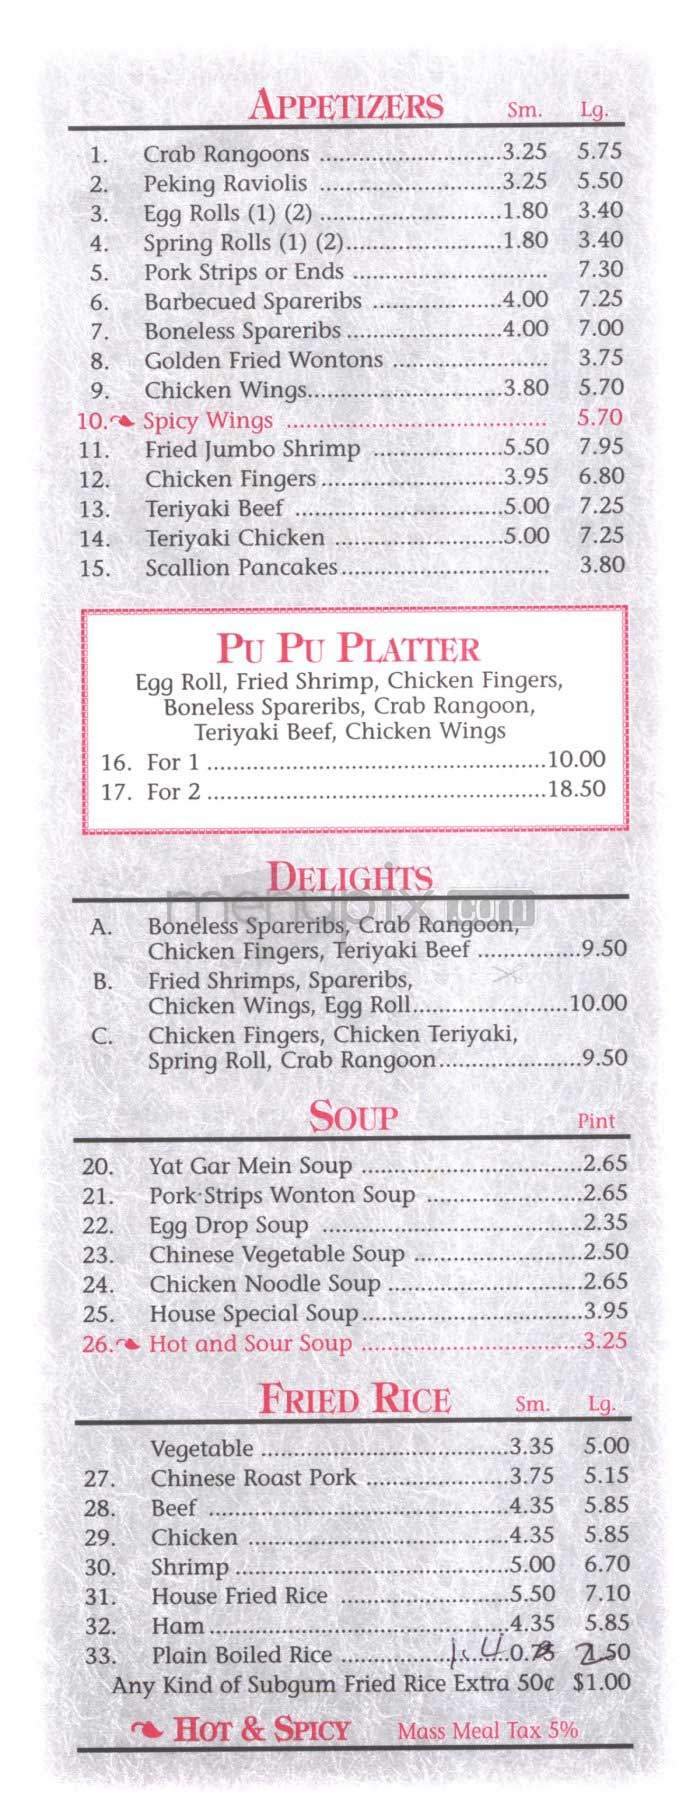 APPETIZERS Sm. Lg.
1. Crab Rangoons 3.25 5.75
2. Peking Raviolis 3.25 5.50
3. Egg Rolls (1) (2) 1.80 3.40
4. Spring Rolls (1) (2) 1.80 3.40
5. Pork Strips or Ends 7.30
6. Barbecued Spareribs 4.00 7.25
7. Boneless Spareribs 4.00 7.00
8. Golden Fried Wontons 3.75
9. Chicken Wings 3.80 5.70
10. Spicy Wings 5.70
11. Fried Jumbo Shrimp 5.50 7.95
12. Chicken Fingers 3.95 6.80
13. Teriyaki Beef 5.00 7.25
14. Teriyaki Chicken 5.00 7.25
15. Scallion Pancakes 3.80
PU PU PLATTER
Egg Roll, Fried Shrimp, Chicken Fingers,
Boneless Spareribs, Crab Rangoon,
Teriyaki Beef, Chicken Wings
16. For 1 10.00
17. For 2 18.50
DELIGHTS
menupix.com
A. Boneless Spareribs, Crab Rangoon,
Chicken Fingers, Teriyaki Beef 9.50
B. Fried Shrimps, Spareribs,
Chicken Wings, Egg Roll 10.00
C. Chicken Fingers, Chicken Teriyaki,
Spring Roll, Crab Rangoon 9.50
SOUP Pint
20. Yat Gar Mein Soup 2.65
21. Pork Strips Wonton Soup 2.65
22. Egg Drop Soup 2.35
23. Chinese Vegetable Soup 2.50
24. Chicken Noodle Soup 2.65
25. House Special Soup 3.95
26. Hot and Sour Soup 3.25
FRIED RICE Sm. Lg.
Vegetable 3.35 5.00
27. Chinese Roast Pork 3.75 5.15
28. Beef 4.35 5.85
29. Chicken 4.35 5.85
30. Shrimp 5.00 6.70
31. House Fried Rice 5.50 7.10
32. Ham 4.35 5.85
33. Plain Boiled Rice 0.75 1.50
Any Kind of Subgum Fried Rice Extra 50¢ $1.00
HOT & SPICY Mass Meal Tax 5%